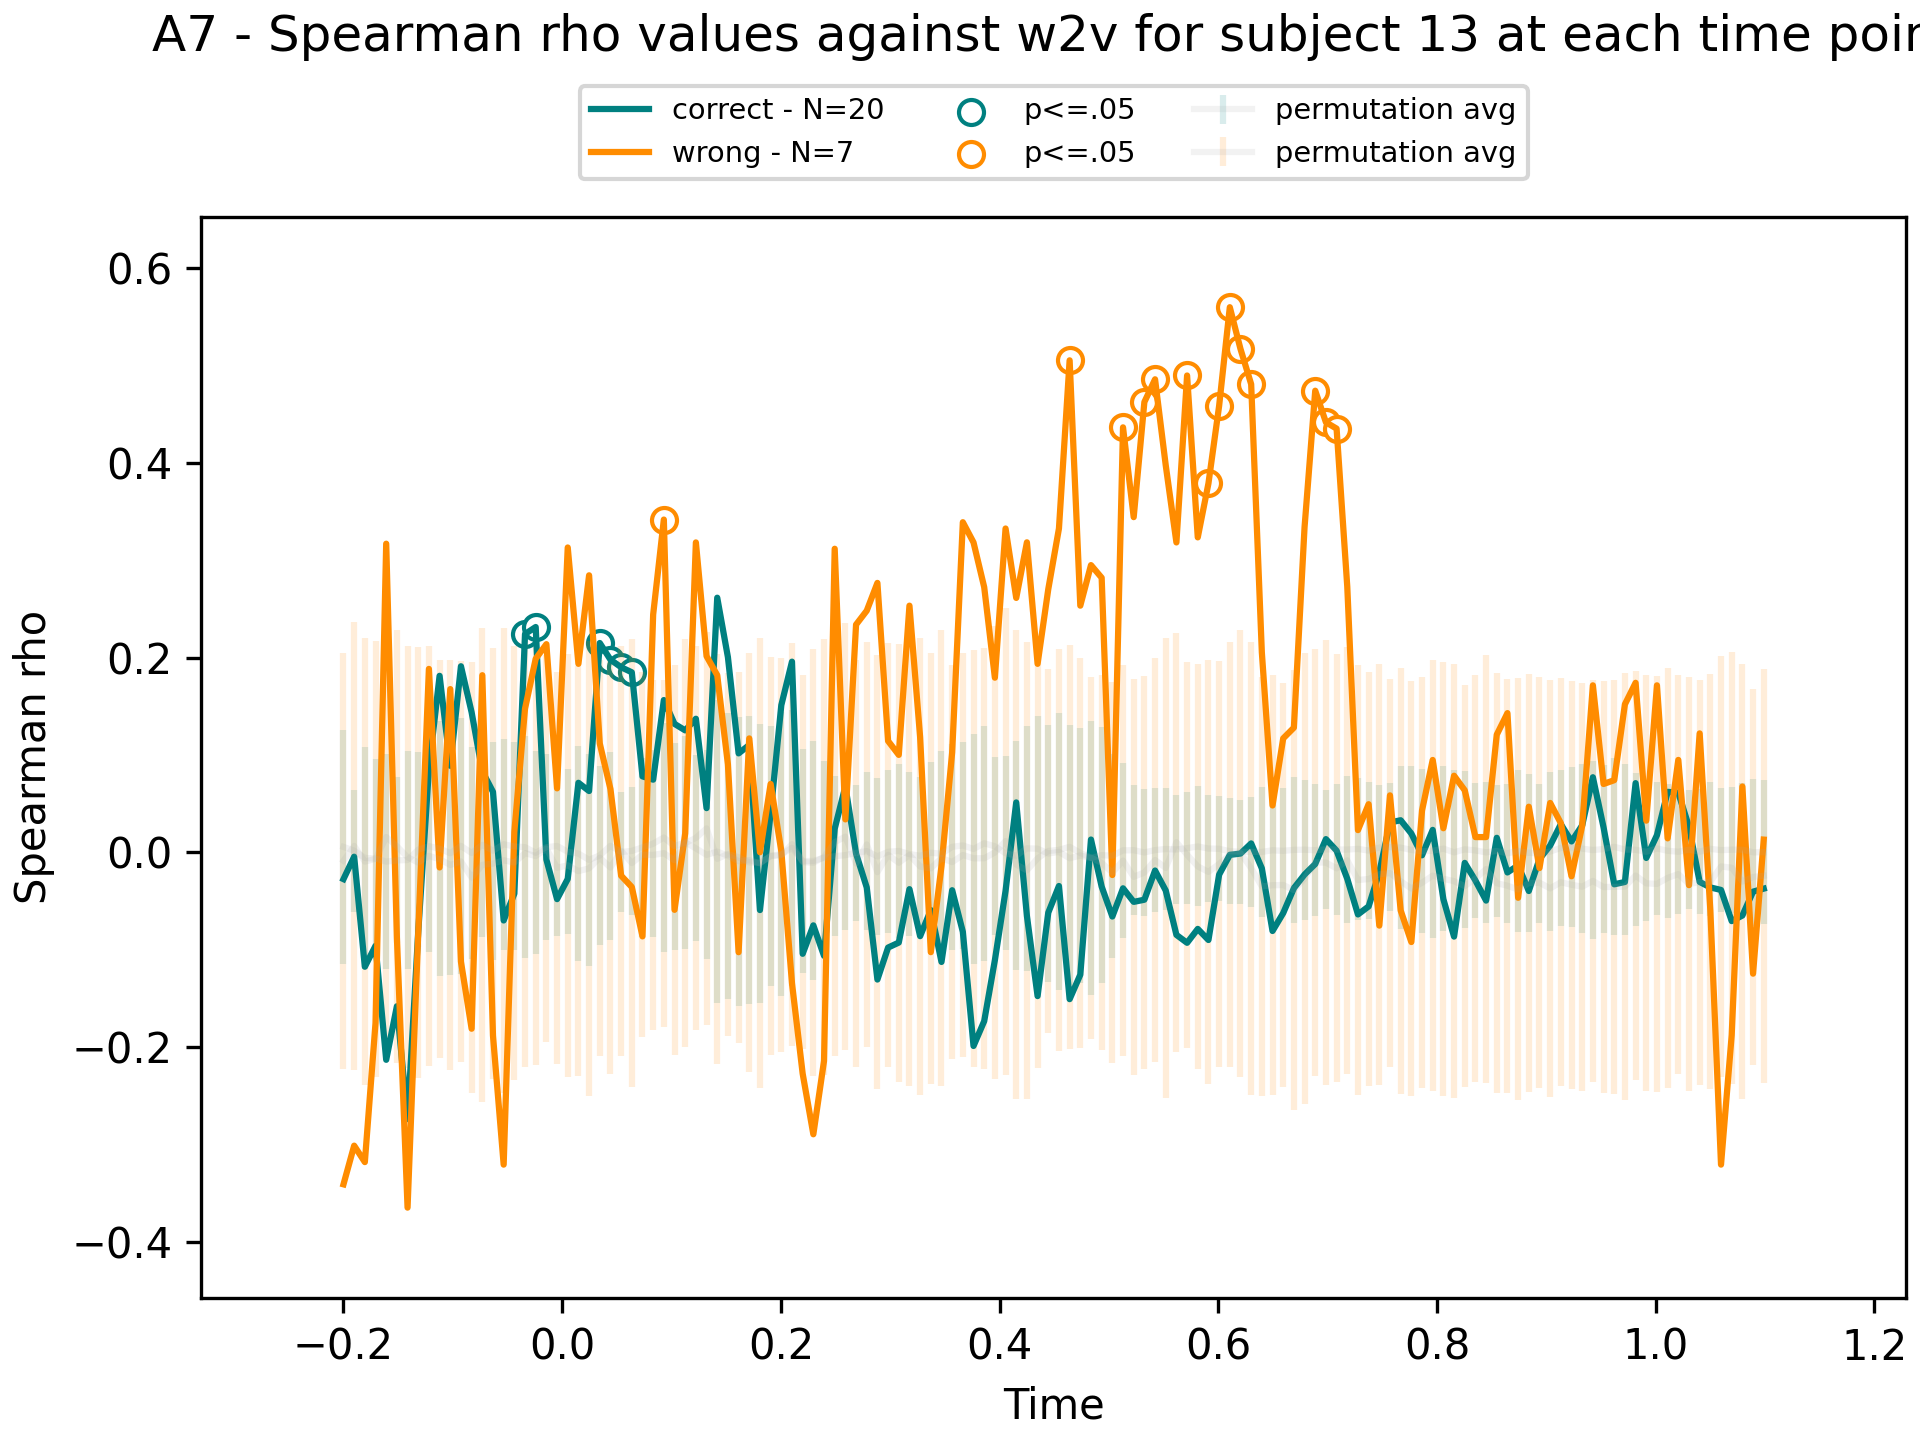 A7 - Spearman rho values against w2v for subject 13 at each time poin
correct - N=20
wrong - N=7
p<=.05
p<=.05
permutation avg
permutation avg
Spearman rho
0.6
0.4
0.2
0.0
−0.2
−0.4
−0.2
0.0
0.2
0.4
0.6
0.8
1.0
1.2
Time